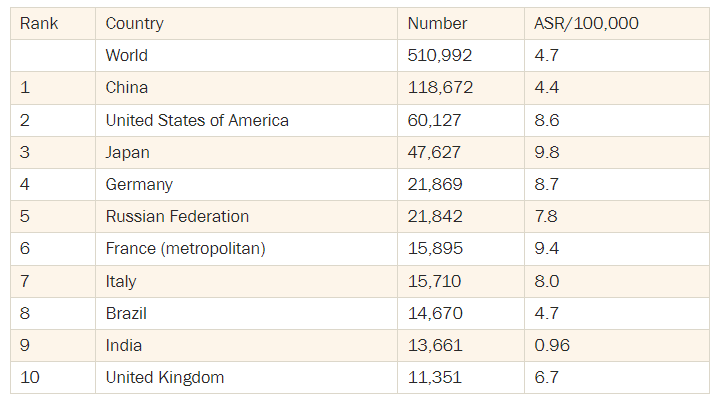 Rank Country Number ASR/100,000
World 510,992 4.7
1 China 118,672 4.4
2 United States of America 60,127 8.6
3 Japan 47,627 9.8
4 Germany 21,869 8.7
5 Russian Federation 21,842 7.8
6 France (metropolitan) 15,895 9.4
7 Italy 15,710 8.0
8 Brazil 14,670 4.7
9 India 13,661 0.96
10 United Kingdom 11,351 6.7